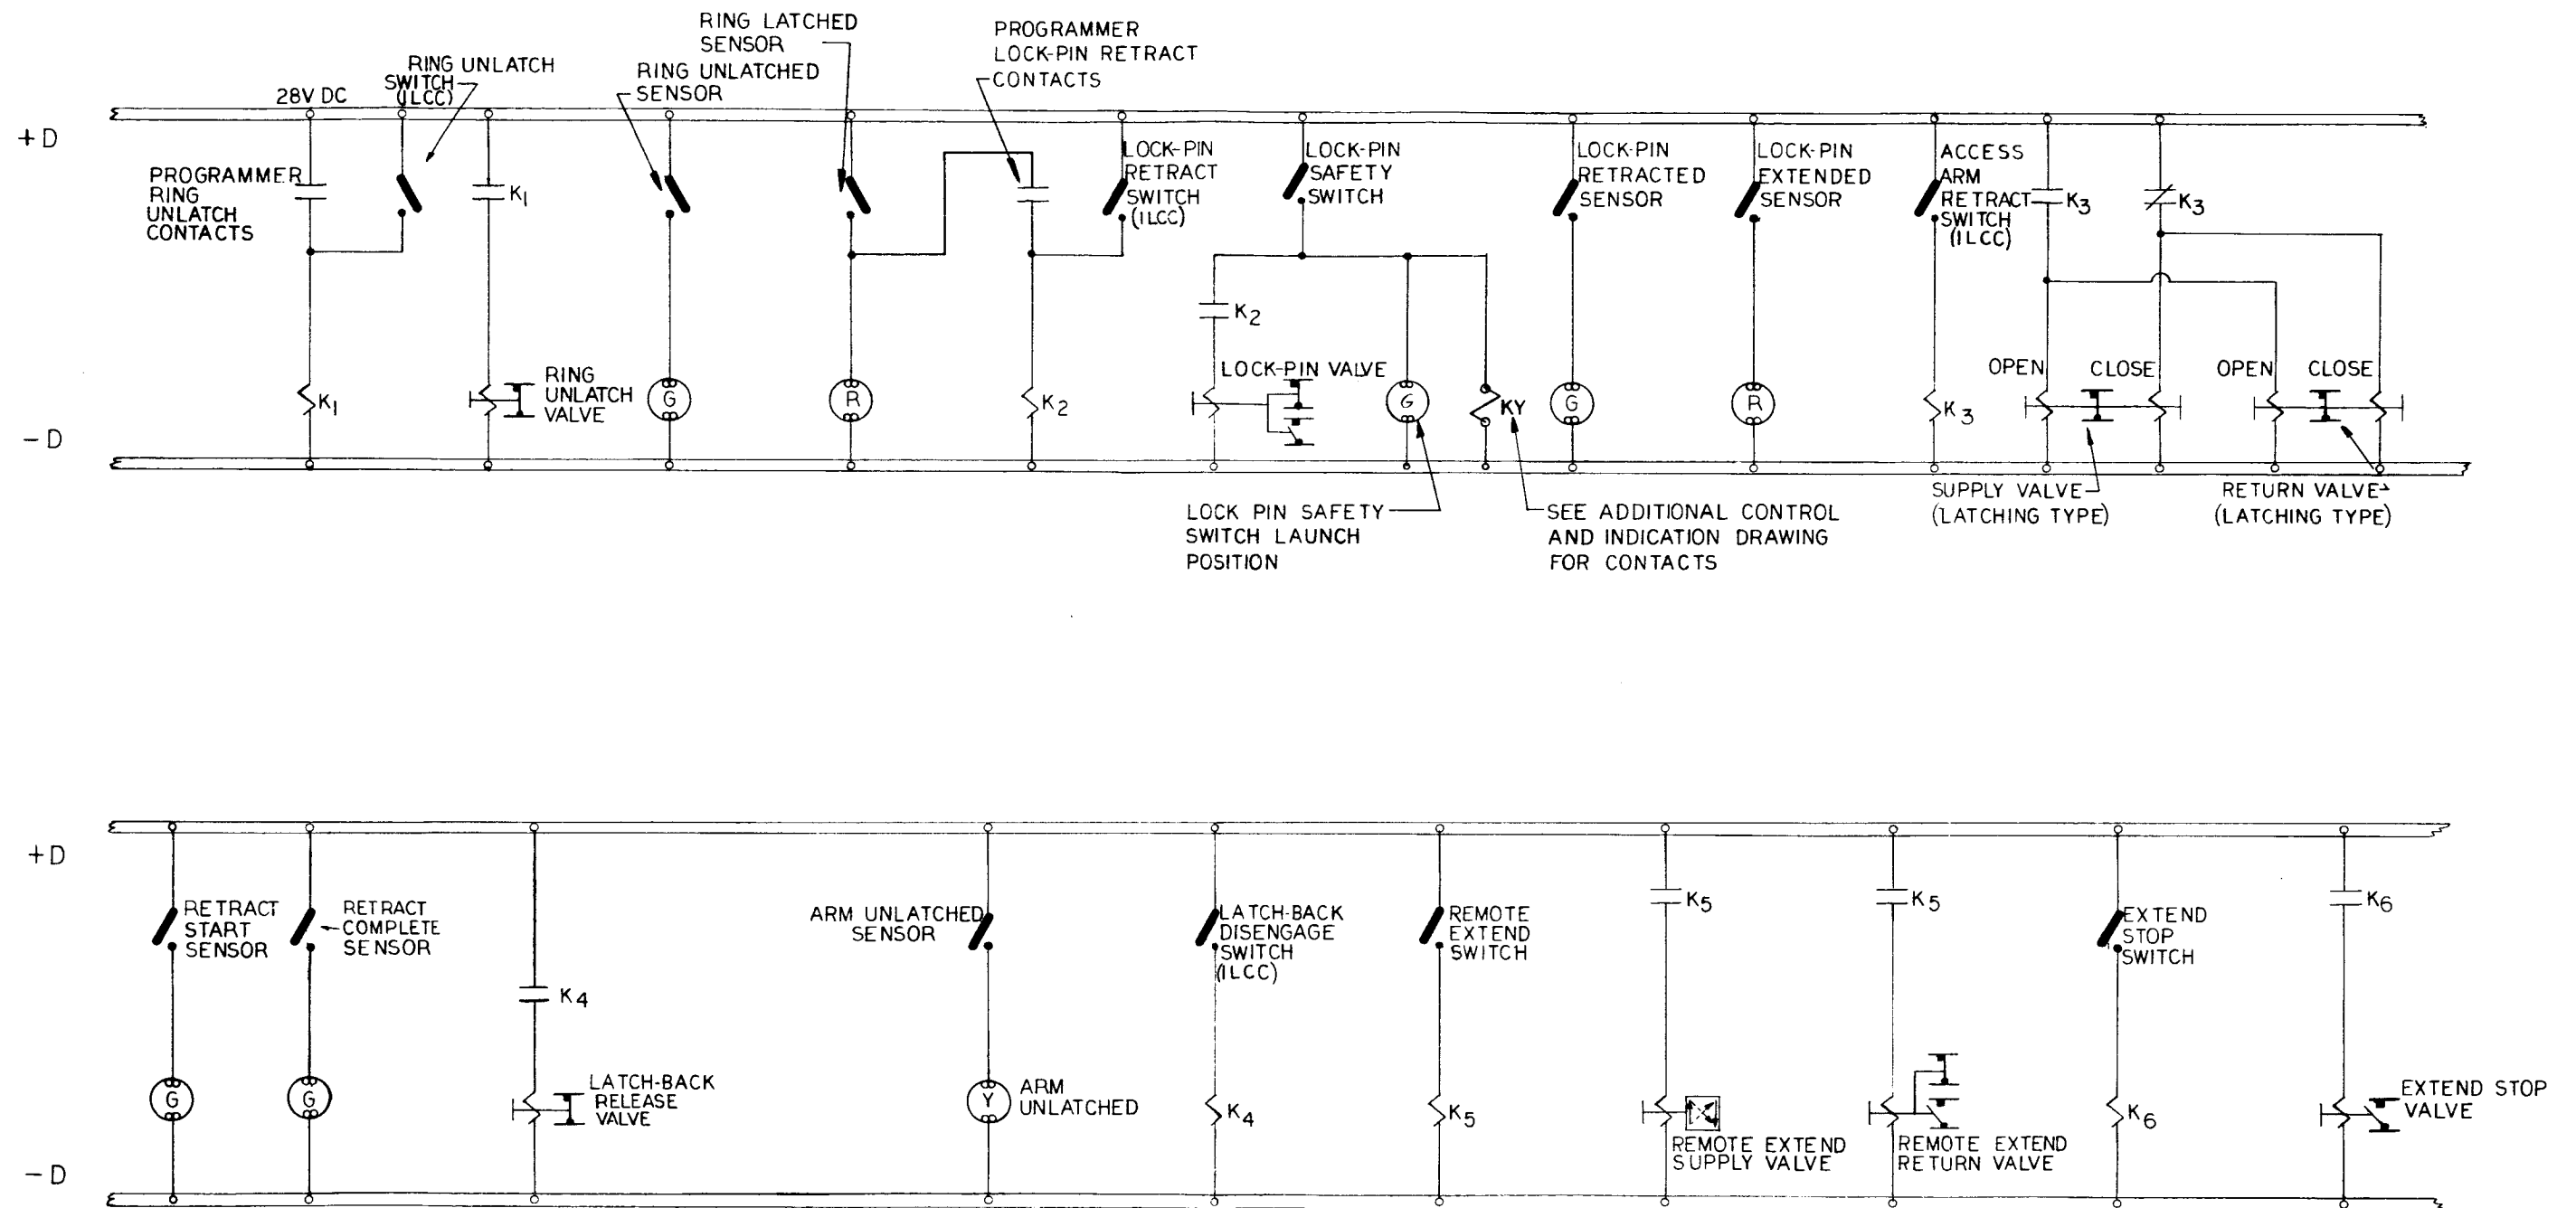 RING LATCHED
SENSOR
PROGRAMMER
LOCK-PIN RETRACT
CONTACTS
RING UNLATCH
SWITCH
(ILCC)
RING UNLATCHED
SENSOR
28V DC
+D
PROGRAMMER
RING
UNLATCH
CONTACTS
K1
LOCK-PIN
RETRACT
SWITCH
(ILCC)
LOCK-PIN
SAFETY
SWITCH
LOCK-PIN
RETRACTED
SENSOR
LOCK-PIN
EXTENDED
SENSOR
ACCESS
ARM
RETRACT
SWITCH
(ILCC)
K3
K3
K2
K1
RING
UNLATCH
VALVE
G
R
K2
LOCK-PIN VALVE
G
KY
G
R
K3
OPEN
CLOSE
OPEN
CLOSE
-D
LOCK PIN SAFETY
SWITCH LAUNCH
POSITION
SEE ADDITIONAL CONTROL
AND INDICATION DRAWING
FOR CONTACTS
SUPPLY VALVE
(LATCHING TYPE)
RETURN VALVE
(LATCHING TYPE)
+D
RETRACT
START
SENSOR
RETRACT
COMPLETE
SENSOR
K4
ARM UNLATCHED
SENSOR
LATCH-BACK
DISENGAGE
SWITCH
(ILCC)
REMOTE
EXTEND
SWITCH
K5
K5
EXTEND
STOP
SWITCH
K6
G
G
LATCH-BACK
RELEASE
VALVE
Y
ARM
UNLATCHED
K4
K5
REMOTE EXTEND
SUPPLY VALVE
REMOTE EXTEND
RETURN VALVE
K6
EXTEND STOP
VALVE
-D